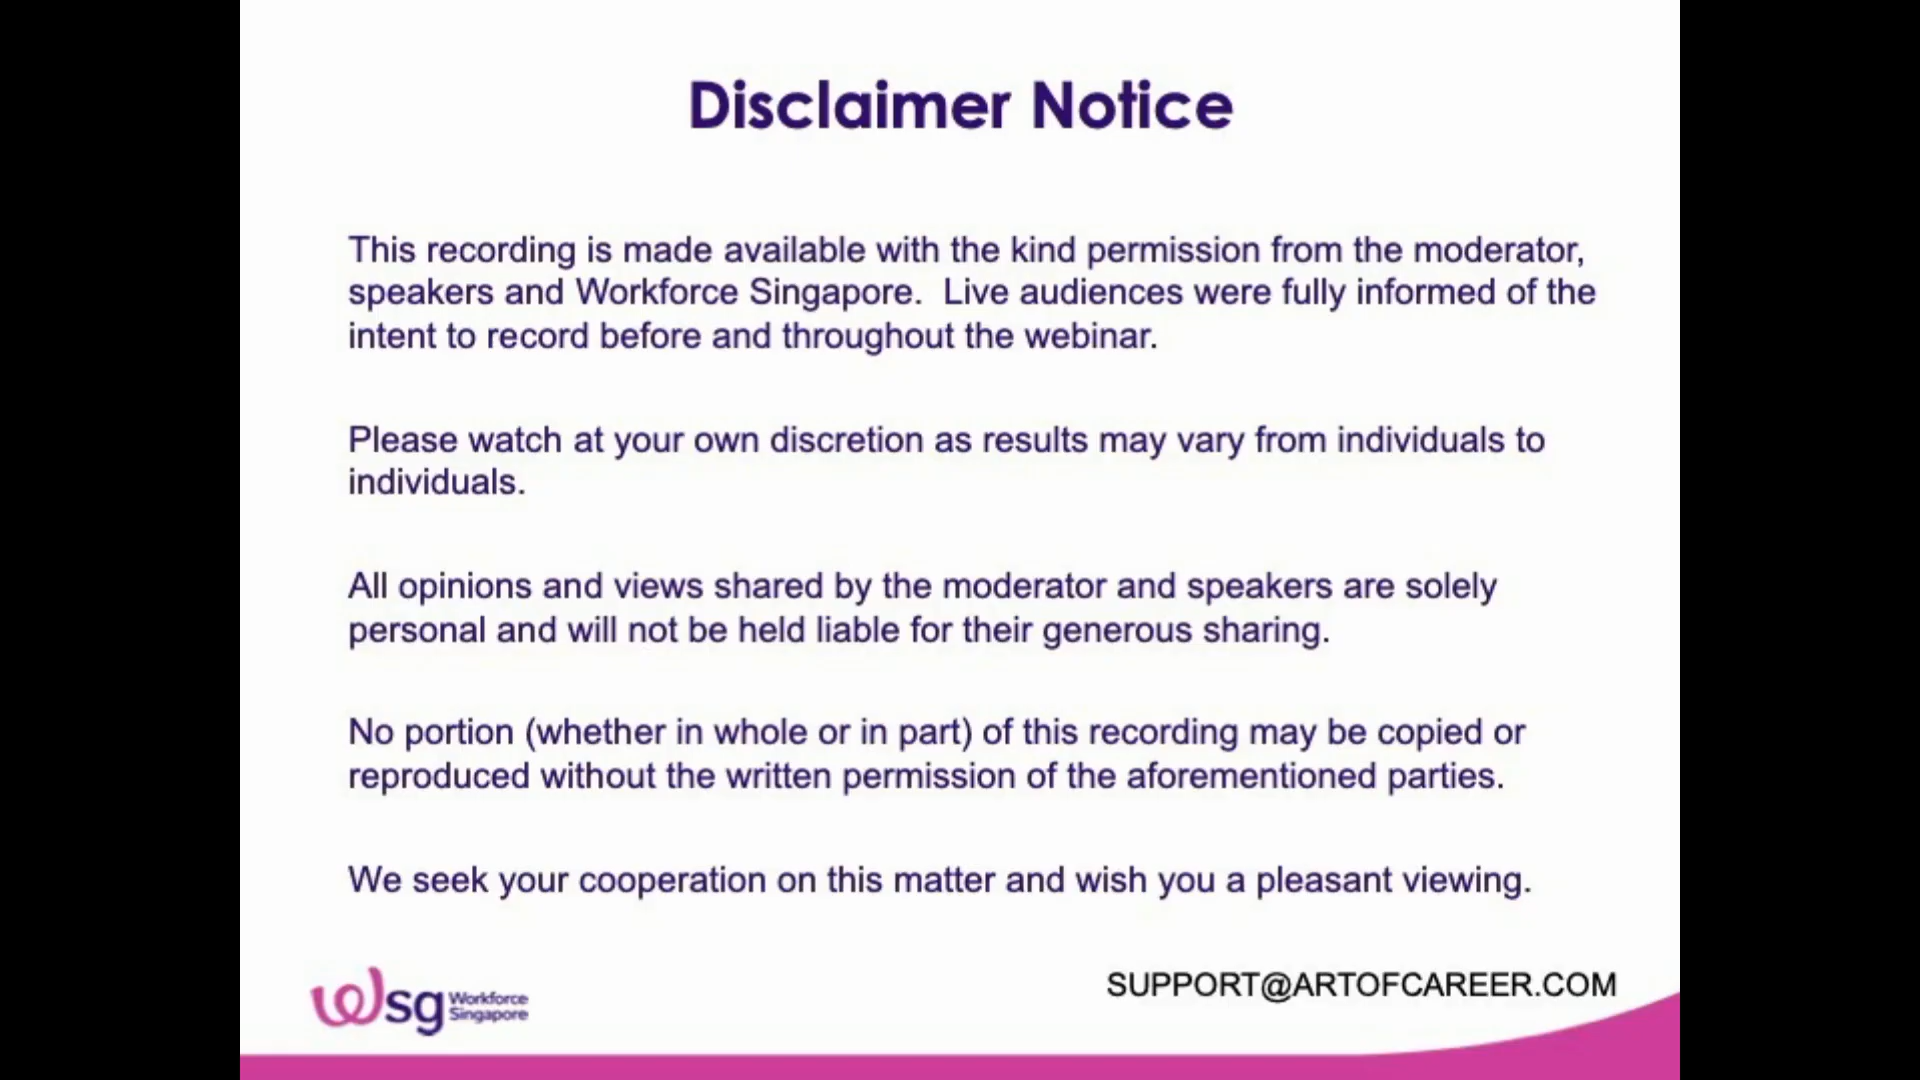 Disclaimer Notice
This recording is made available with the kind permission from the moderator,
speakers and Workforce Singapore.  Live audiences were fully informed of the
intent to record before and throughout the webinar.
Please watch at your own discretion as results may vary from individuals to
individuals.
All opinions and views shared by the moderator and speakers are solely
personal and will not be held liable for their generous sharing.
No portion (whether in whole or in part) of this recording may be copied or
reproduced without the written permission of the aforementioned parties.
We seek your cooperation on this matter and wish you a pleasant viewing.
wsg Workforce
Singapore
SUPPORT@ARTOFCAREER.COM